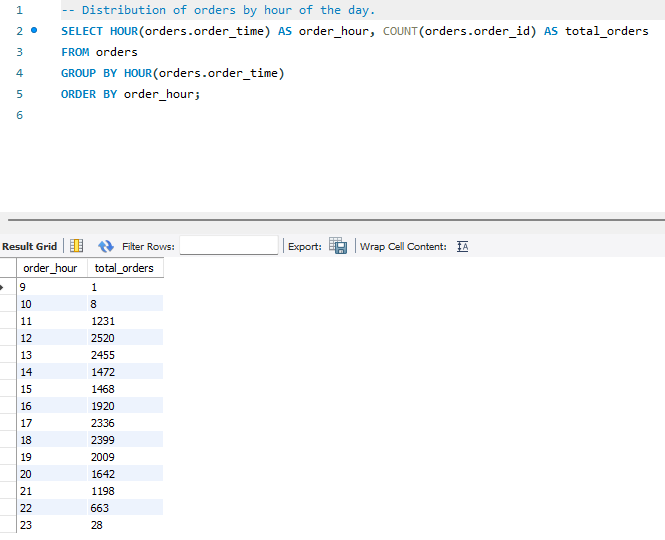 1 -- Distribution of orders by hour of the day.
2 SELECT HOUR(orders.order_time) AS order_hour, COUNT(orders.order_id) AS total_orders
3 FROM orders
4 GROUP BY HOUR(orders.order_time)
5 ORDER BY order_hour;
6
Result Grid Filter Rows: Export: Wrap Cell Content: IA
order_hour total_orders
9 1
10 8
11 1231
12 2520
13 2455
14 1472
15 1468
16 1920
17 2336
18 2399
19 2009
20 1642
21 1198
22 663
23 28